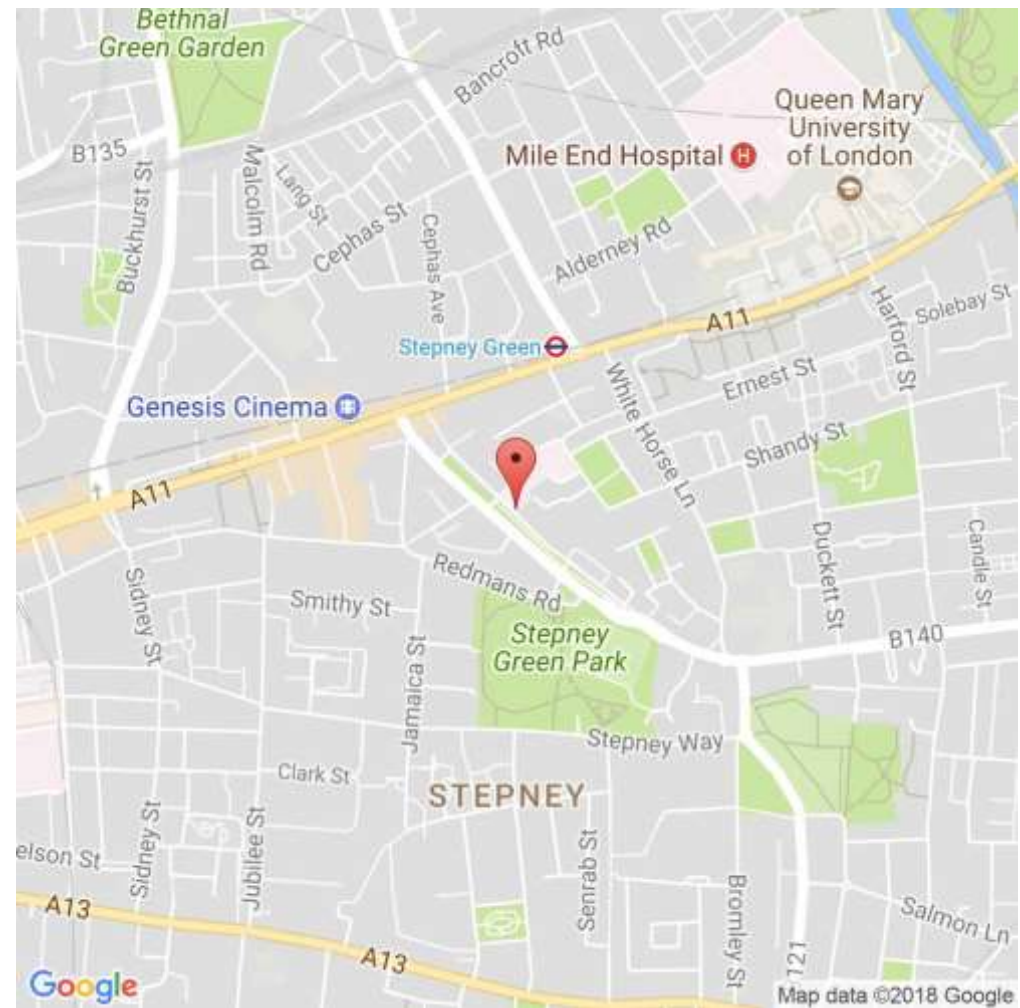 Bethnal
Green Garden
Bancroft Rd
Queen Mary
University
of London
Mile End Hospital H
B135
Buckhurst St
Malcolm Rd
Lang St
Cephas St
Cephas Ave
Alderney Rd
Harford St
Solebay St
A11
Stepney Green
Ernest St
White Horse Ln
Genesis Cinema
Shandy St
A11
Duckett St
Candle St
Sidney St
Redmans Rd
Smithy St
Jamaica St
Stepney
Green Park
B140
Stepney Way
Clark St
STEPNEY
elson St
Sidney St
Jubilee St
Senrab St
Bromley St
Salmon Ln
A13
A13
121
Google
Map data ©2018 Google